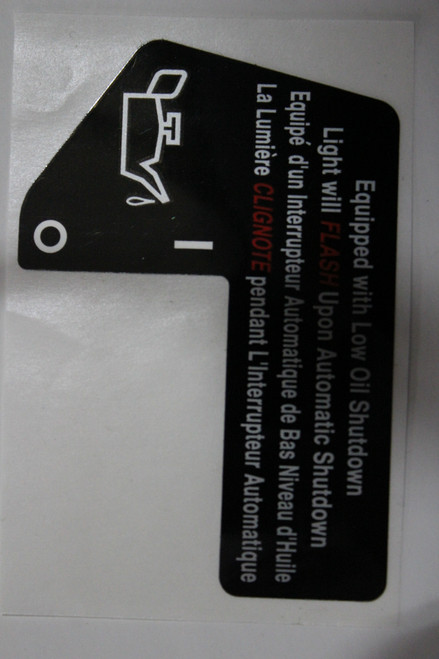 Equipped with Low Oil Shutdown
Light will FLASH Upon Automatic Shutdown
Equipé d'un Interrupteur Automatique de Bas Niveau d'Huile
La Lumière CLIGNOTE pendant L'Interrupteur Automatique
I
O